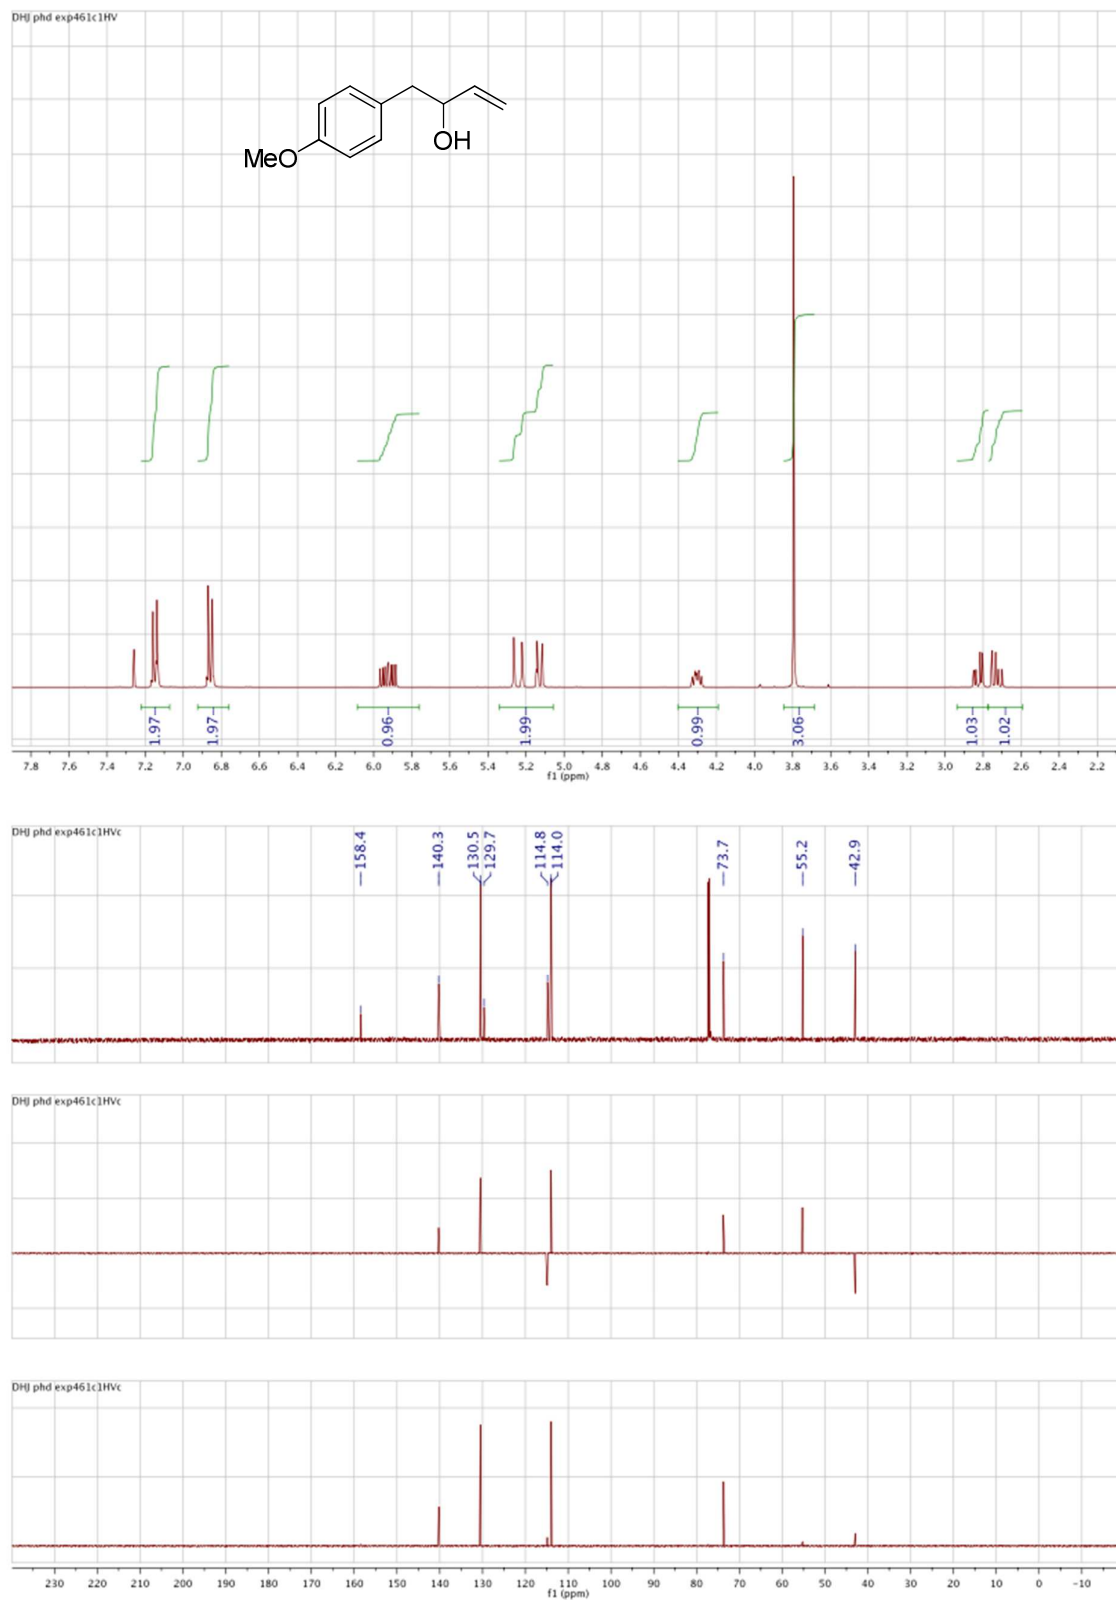 DHJ phd exp461c1HV
OH
MeO
1.97
1.97
0.96
1.99
0.99
3.06
1.03
1.02
7.8 7.6 7.4 7.2 7.0 6.8 6.6 6.4 6.2 6.0 5.8 5.6 5.4 5.2 5.0 4.8 4.6 4.4 4.2 4.0 3.8 3.6 3.4 3.2 3.0 2.8 2.6 2.4 2.2
f1 (ppm)
DHJ phd exp461c1HVc
158.4
140.3
130.5
129.7
114.8
114.0
73.7
55.2
42.9
DHJ phd exp461c1HVc
DHJ phd exp461c1HVc
230 220 210 200 190 180 170 160 150 140 130 120 110 100 90 80 70 60 50 40 30 20 10 0 -10
f1 (ppm)